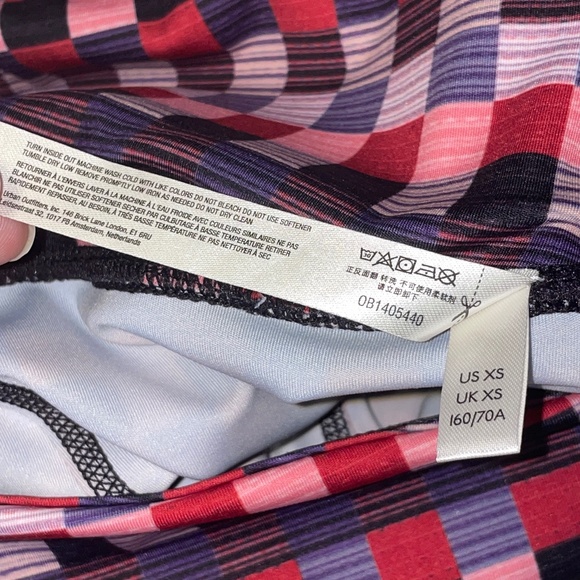 TURN INSIDE OUT MACHINE WASH COLD WITH LIKE COLORS DO NOT BLEACH DO NOT USE SOFTENER
TUMBLE DRY LOW REMOVE PROMPTLY LOW IRON AS NEEDED DO NOT DRY CLEAN
RETOURNER À L'ENVERS LAVER À LA MACHINE À L'EAU FROIDE AVEC COULEURS SIMILAIRES NE PAS
BLANCHIR NE PAS UTILISER SOFTENER SÉCHER PAR CULBUTAGE À BASSE TEMPÉRATURE RETIRER
RAPIDEMENT REPASSER, AU BESOIN, À TRÈS BASSE TEMPÉRATURE NE PAS NETTOYER À SEC
Urban Outfitters, Inc. 146 Brick Lane London, E1 6RU
Leidsestraat 32, 1017 PB Amsterdam, Netherlands
正反面翻 转洗 不可使用柔软剂
请立即卸下
OB1405440
US XS
UK XS
160/70A